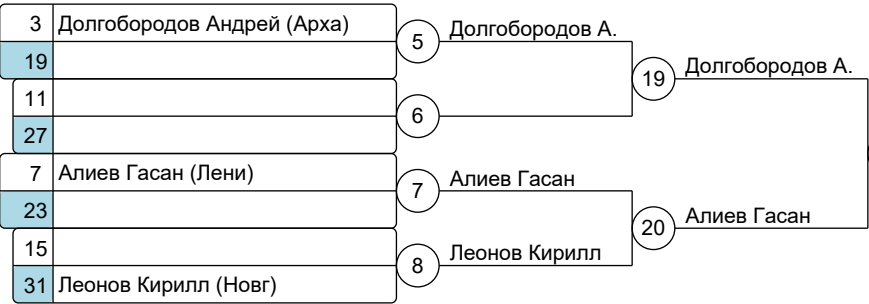 3 Долгобородов Андрей (Арха)
19
5 Долгобородов А.
11
27
6
19 Долгобородов А.
7 Алиев Гасан (Лени)
23
7 Алиев Гасан
15
31 Леонов Кирилл (Новг)
8 Леонов Кирилл
20 Алиев Гасан